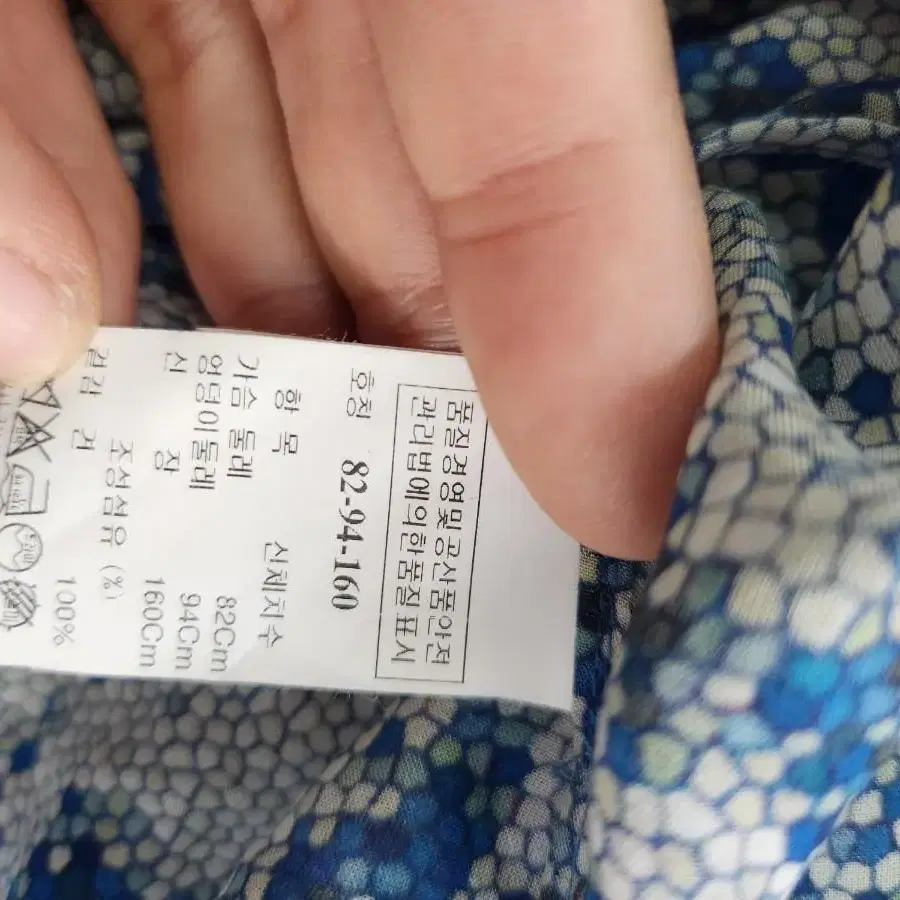 품질경영및공산품안전
관리법에의한품질표시
호칭 82-94-160
항 목 신체치수
가슴 둘레 82Cm
엉덩이둘레 94Cm
신 장 160Cm
조성섬유 (%)
겉감 견 100%